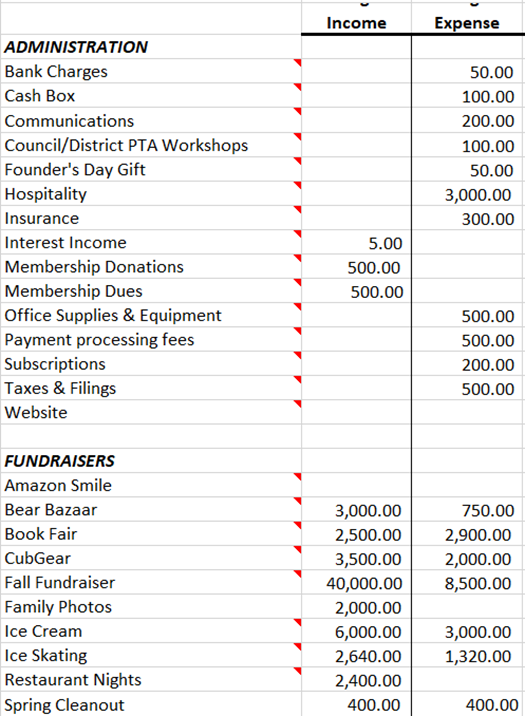 Income Expense
ADMINISTRATION
Bank Charges 50.00
Cash Box 100.00
Communications 200.00
Council/District PTA Workshops 100.00
Founder's Day Gift 50.00
Hospitality 3,000.00
Insurance 300.00
Interest Income 5.00
Membership Donations 500.00
Membership Dues 500.00
Office Supplies & Equipment 500.00
Payment processing fees 500.00
Subscriptions 200.00
Taxes & Filings 500.00
Website
FUNDRAISERS
Amazon Smile
Bear Bazaar 3,000.00 750.00
Book Fair 2,500.00 2,900.00
CubGear 3,500.00 2,000.00
Fall Fundraiser 40,000.00 8,500.00
Family Photos 2,000.00
Ice Cream 6,000.00 3,000.00
Ice Skating 2,640.00 1,320.00
Restaurant Nights 2,400.00
Spring Cleanout 400.00 400.00